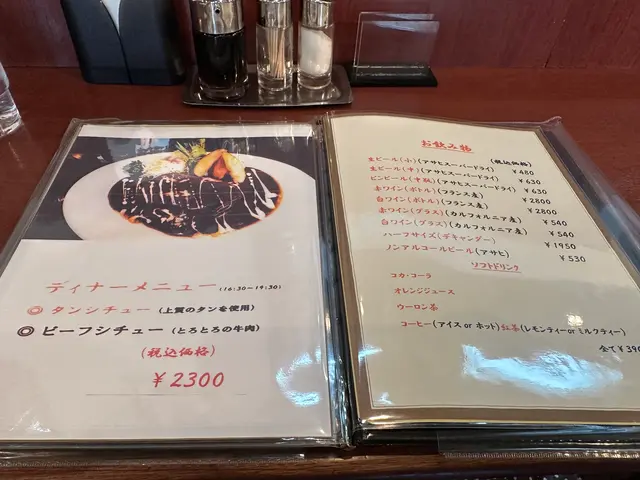 ディナーメニュー (16:30~19:30)
◎ タンシチュー (上質のタンを使用)
◎ ビーフシチュー (とろとろの牛肉)
(税込価格)
¥2300
お飲み物
(税込価格)
生ビール(小)(アサヒスーパードライ) ¥480
生ビール(中)(アサヒスーパードライ) ¥630
ビンビール(中瓶)(アサヒスーパードライ) ¥630
赤ワイン(ボトル)(フランス産) ¥2800
白ワイン(ボトル)(フランス産) ¥2800
赤ワイン(グラス)(カルフォルニア産) ¥540
白ワイン(グラス)(カルフォルニア産) ¥540
ハーフサイズ(デキャンダー) ¥1950
ノンアルコールビール(アサヒ) ¥530
ソフトドリンク
コカ・コーラ
オレンジジュース
ウーロン茶
コーヒー(アイス or ホット)紅茶(レモンティー or ミルクティー)
全て¥390